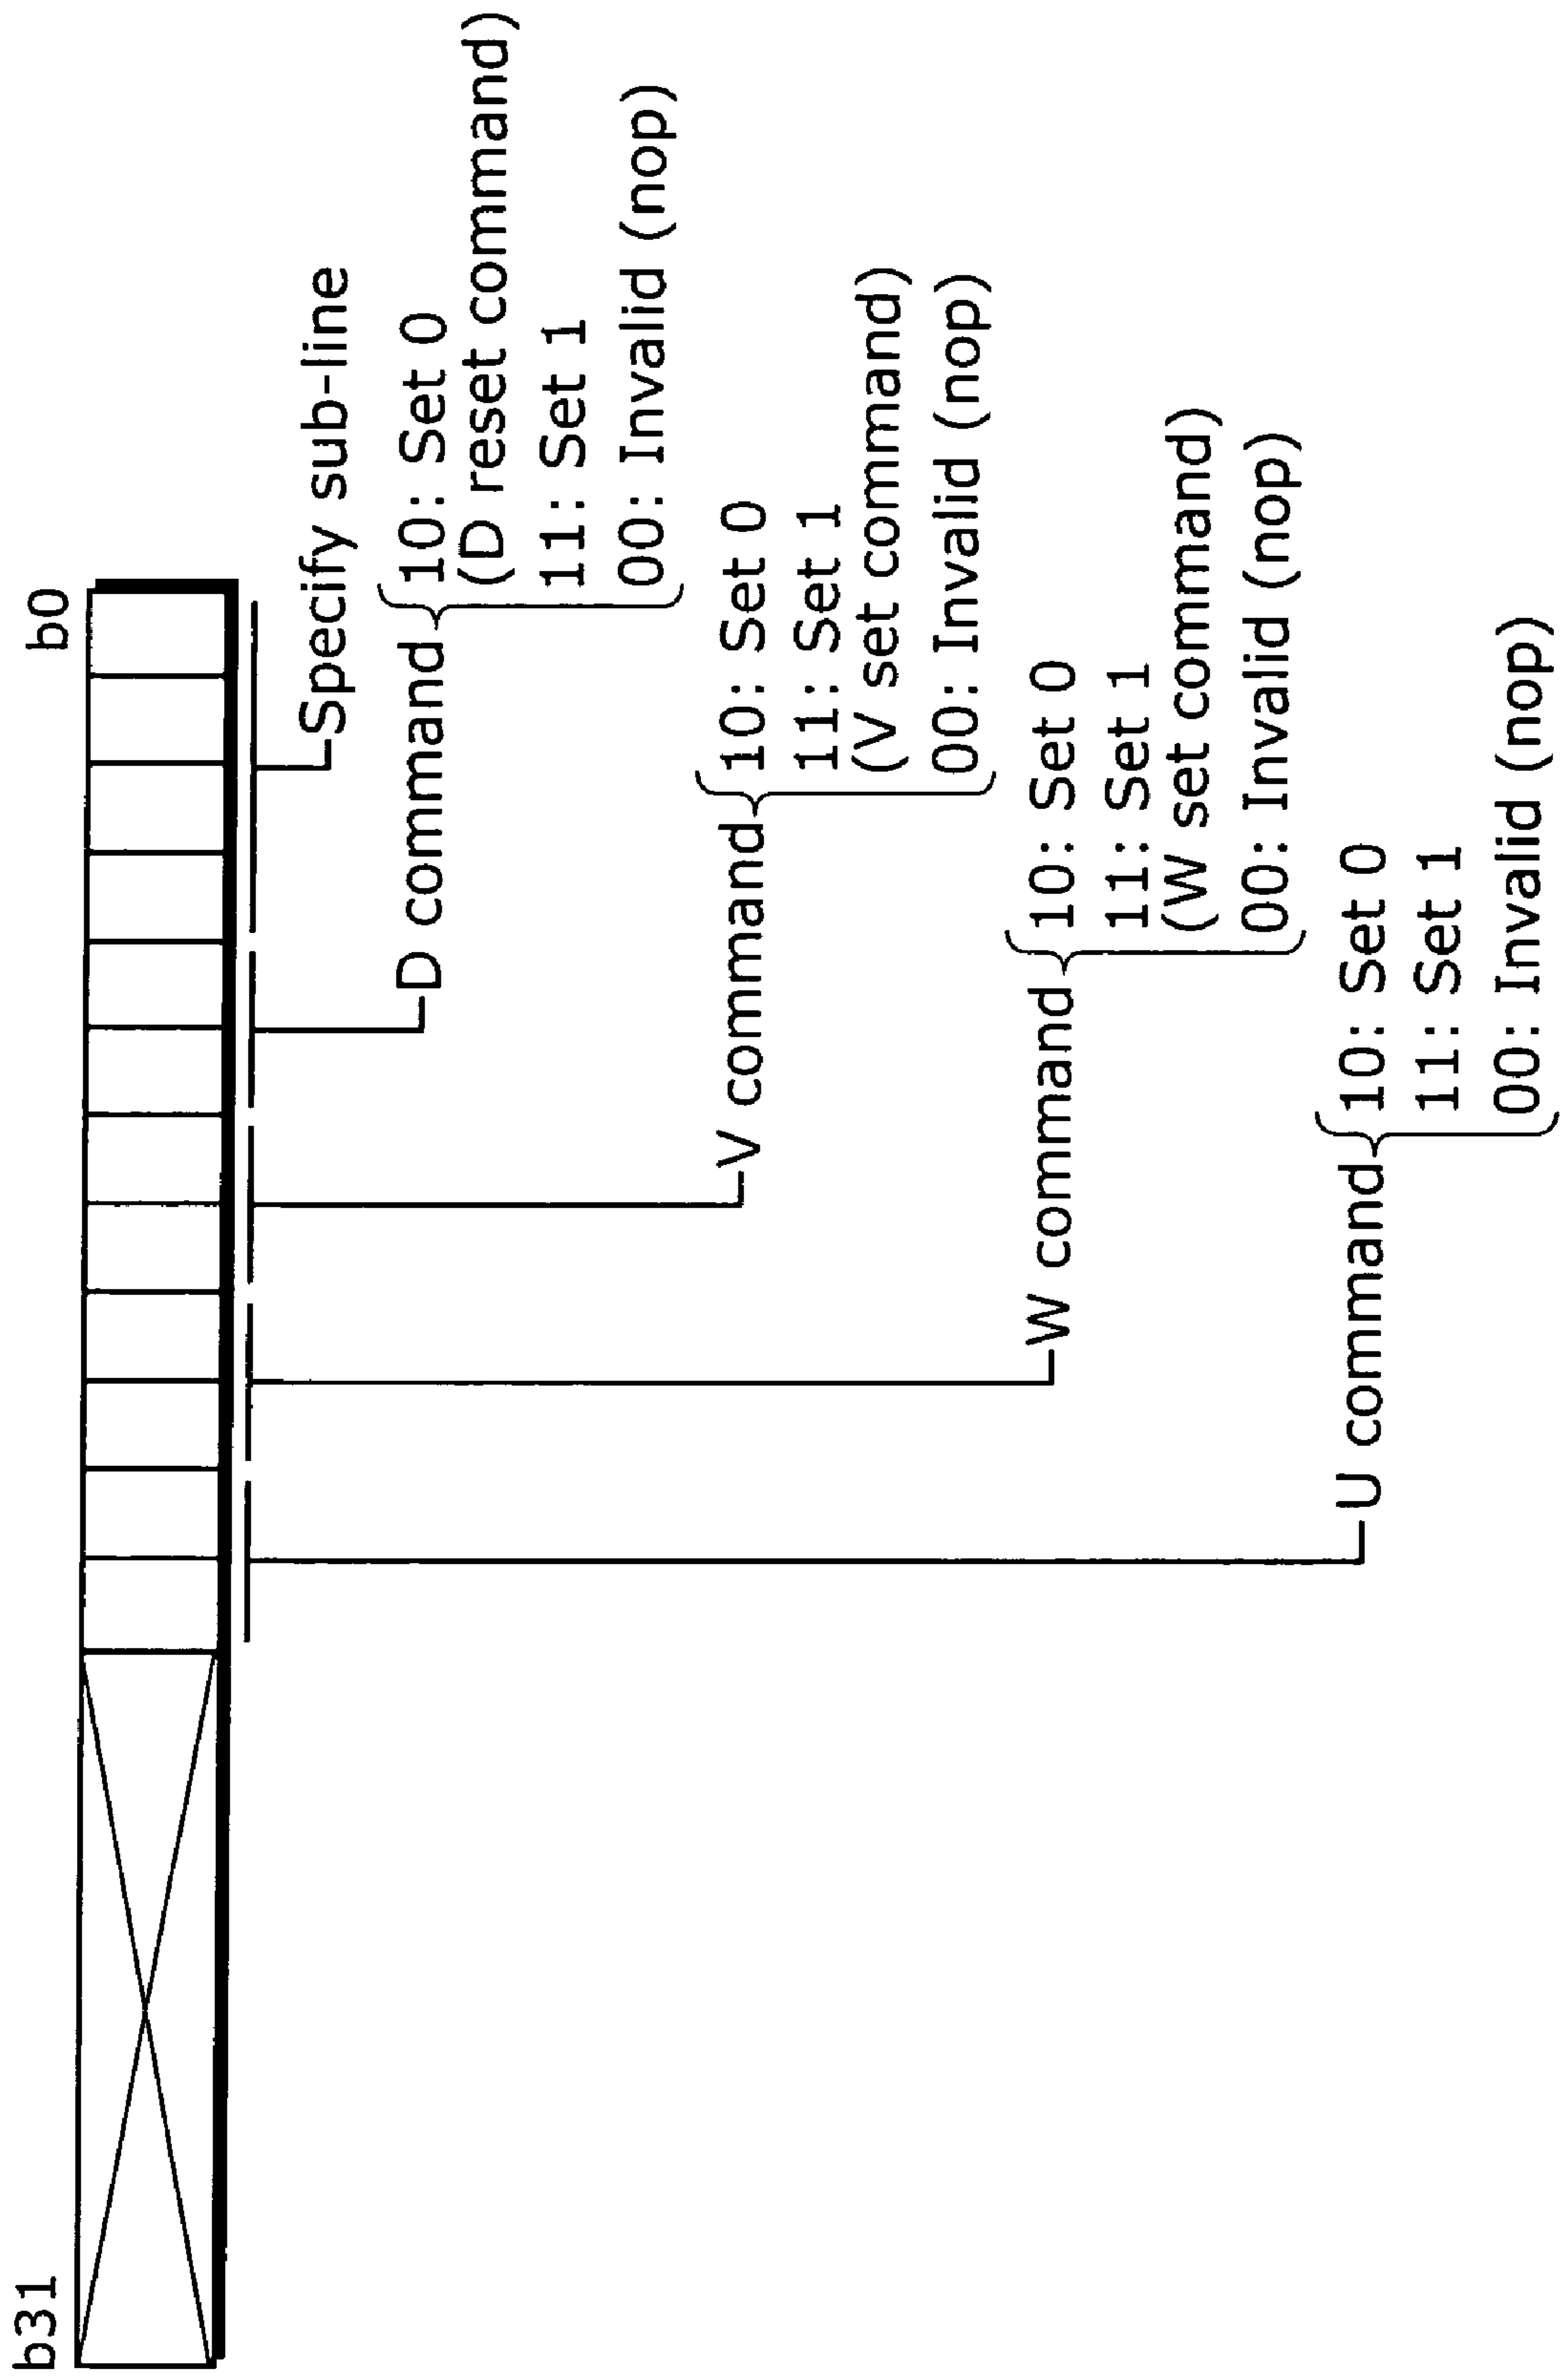 b31
b0
Specify sub-line
D command
10: Set 0
(D reset command)
11: Set 1
00: Invalid (nop)
V command
10: Set 0
11: Set 1
(V set command)
00: Invalid (nop)
W command
10: Set 0
11: Set 1
(W set command)
00: Invalid (nop)
U command
10: Set 0
11: Set 1
00: Invalid (nop)